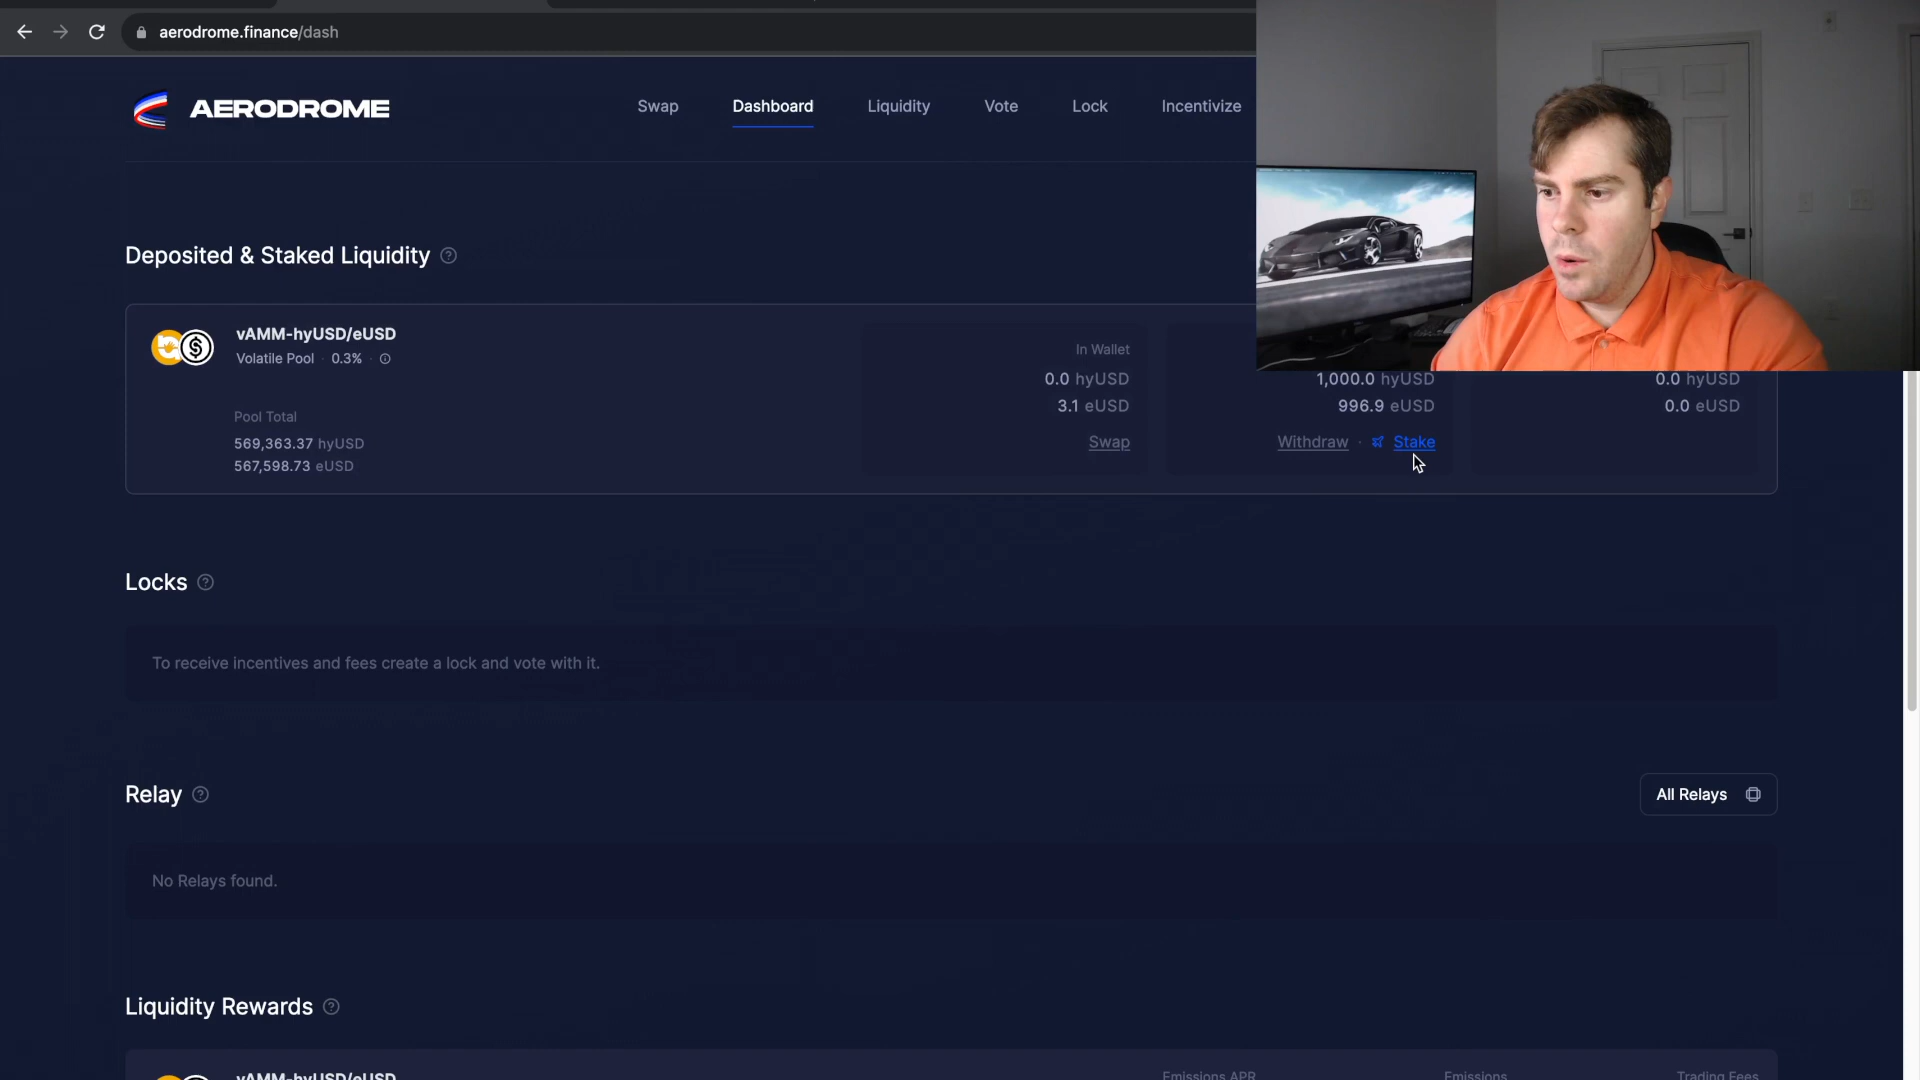 aerodrome.finance/dash
AERODROME
Swap
Dashboard
Liquidity
Vote
Lock
Incentivize
Deposited & Staked Liquidity
vAMM-hyUSD/eUSD
Volatile Pool · 0.3% ·
Pool Total
569,363.37 hyUSD
567,598.73 eUSD
In Wallet
0.0 hyUSD
3.1 eUSD
Swap
1,000.0 hyUSD
996.9 eUSD
Withdraw · Stake
0.0 hyUSD
0.0 eUSD
Locks
To receive incentives and fees create a lock and vote with it.
Relay
All Relays
No Relays found.
Liquidity Rewards
vAMM-hyUSD/eUSD
Emissions APR
Emissions
Trading Fees